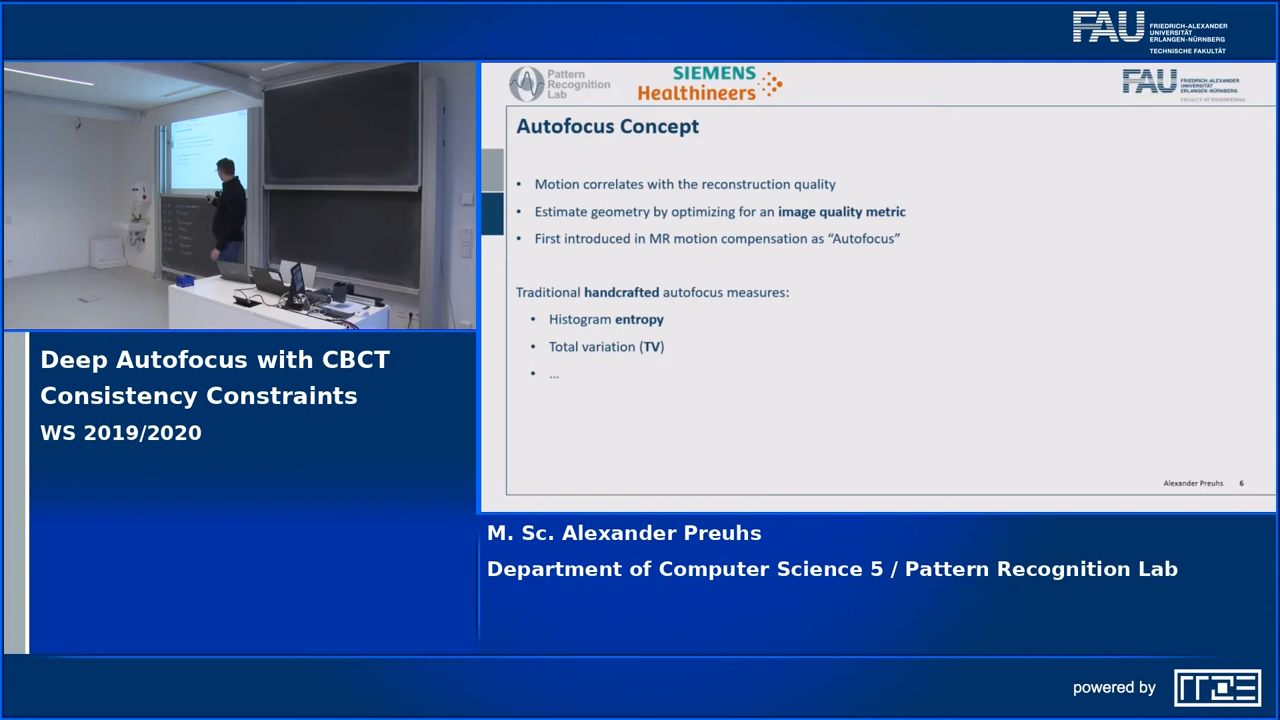 FAU FRIEDRICH-ALEXANDER
UNIVERSITÄT
ERLANGEN-NÜRNBERG
TECHNISCHE FAKULTÄT
Pattern
Recognition
Lab
SIEMENS
Healthineers
FAU FRIEDRICH-ALEXANDER
UNIVERSITÄT
ERLANGEN-NÜRNBERG
FACULTY OF ENGINEERING
Autofocus Concept
• Motion correlates with the reconstruction quality
• Estimate geometry by optimizing for an image quality metric
• First introduced in MR motion compensation as “Autofocus”
Traditional handcrafted autofocus measures:
• Histogram entropy
• Total variation (TV)
• ...
Alexander Preuhs 6
Deep Autofocus with CBCT
Consistency Constraints
WS 2019/2020
M. Sc. Alexander Preuhs
Department of Computer Science 5 / Pattern Recognition Lab
powered by